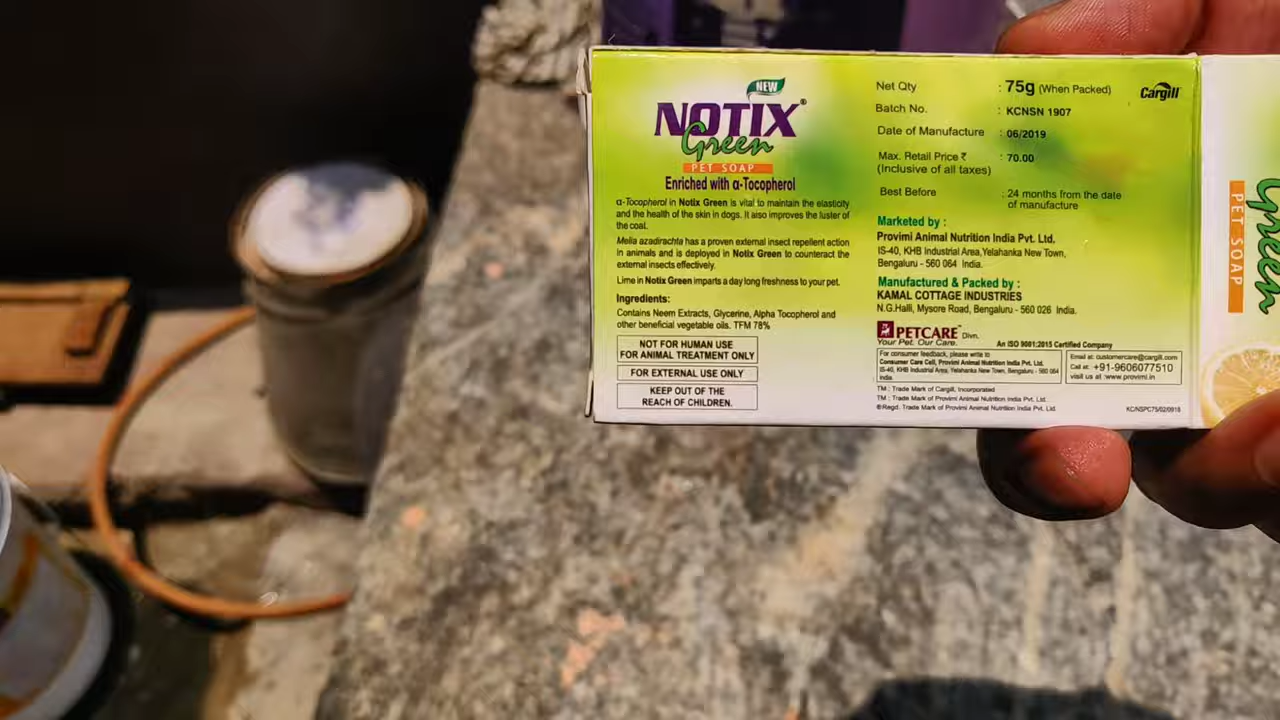 NEW
NOTIX®
Green
PET SOAP
Enriched with α-Tocopherol
α-Tocopherol in Notix Green is vital to maintain the elasticity
and the health of the skin in dogs. It also improves the luster of
the coat.
Melia azadirachta has a proven external insect repellent action
in animals and is deployed in Notix Green to counteract the
external insects effectively.
Lime in Notix Green imparts a day long freshness to your pet.
Ingredients:
Contains Neem Extracts, Glycerine, Alpha Tocopherol and
other beneficial vegetable oils. TFM 78%
NOT FOR HUMAN USE
FOR ANIMAL TREATMENT ONLY
FOR EXTERNAL USE ONLY
KEEP OUT OF THE
REACH OF CHILDREN.
Net Qty : 75g (When Packed)
Cargill
Batch No. : KCNSN 1907
Date of Manufacture : 06/2019
Max. Retail Price ₹ : 70.00
(Inclusive of all taxes)
Best Before : 24 months from the date
of manufacture
Marketed by :
Provimi Animal Nutrition India Pvt. Ltd.
IS-40, KHB Industrial Area, Yelahanka New Town,
Bengaluru - 560 064 India.
Manufactured & Packed by :
KAMAL COTTAGE INDUSTRIES
N.G.Halli, Mysore Road, Bengaluru - 560 026 India.
PETCARE™ Divn.
Your Pet. Our Care.
An ISO 9001:2015 Certified Company
For consumer feedback, please write to
Consumer Care Cell, Provimi Animal Nutrition India Pvt. Ltd.
IS-40, KHB Industrial Area, Yelahanka New Town, Bengaluru - 560 064
India.
Email at: customercare@cargill.com
Call at: +91-9606077510
visit us at :www.provimi.in
TM : Trade Mark of Cargill, Incorporated
TM : Trade Mark of Provimi Animal Nutrition India Pvt. Ltd.
®Regd. Trade Mark of Provimi Animal Nutrition India Pvt. Ltd.
Green
PET SOAP